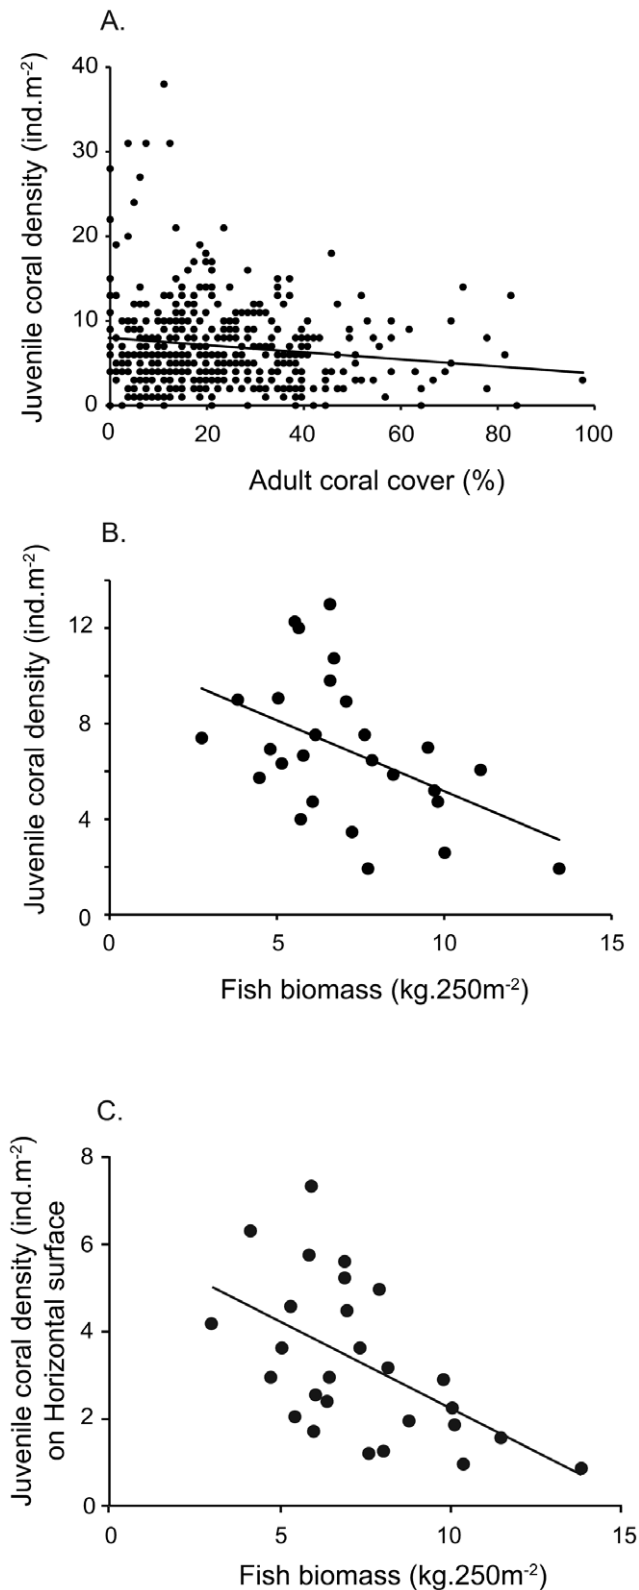 A.
Juvenile coral density (ind.m-2)
40
30
20
10
0
0 20 40 60 80 100
Adult coral cover (%)
B.
Juvenile coral density (ind.m-2)
12
8
4
0
0 5 10 15
Fish biomass (kg.250m-2)
C.
Juvenile coral density (ind.m-2)
on Horizontal surface
8
6
4
2
0
0 5 10 15
Fish biomass (kg.250m-2)